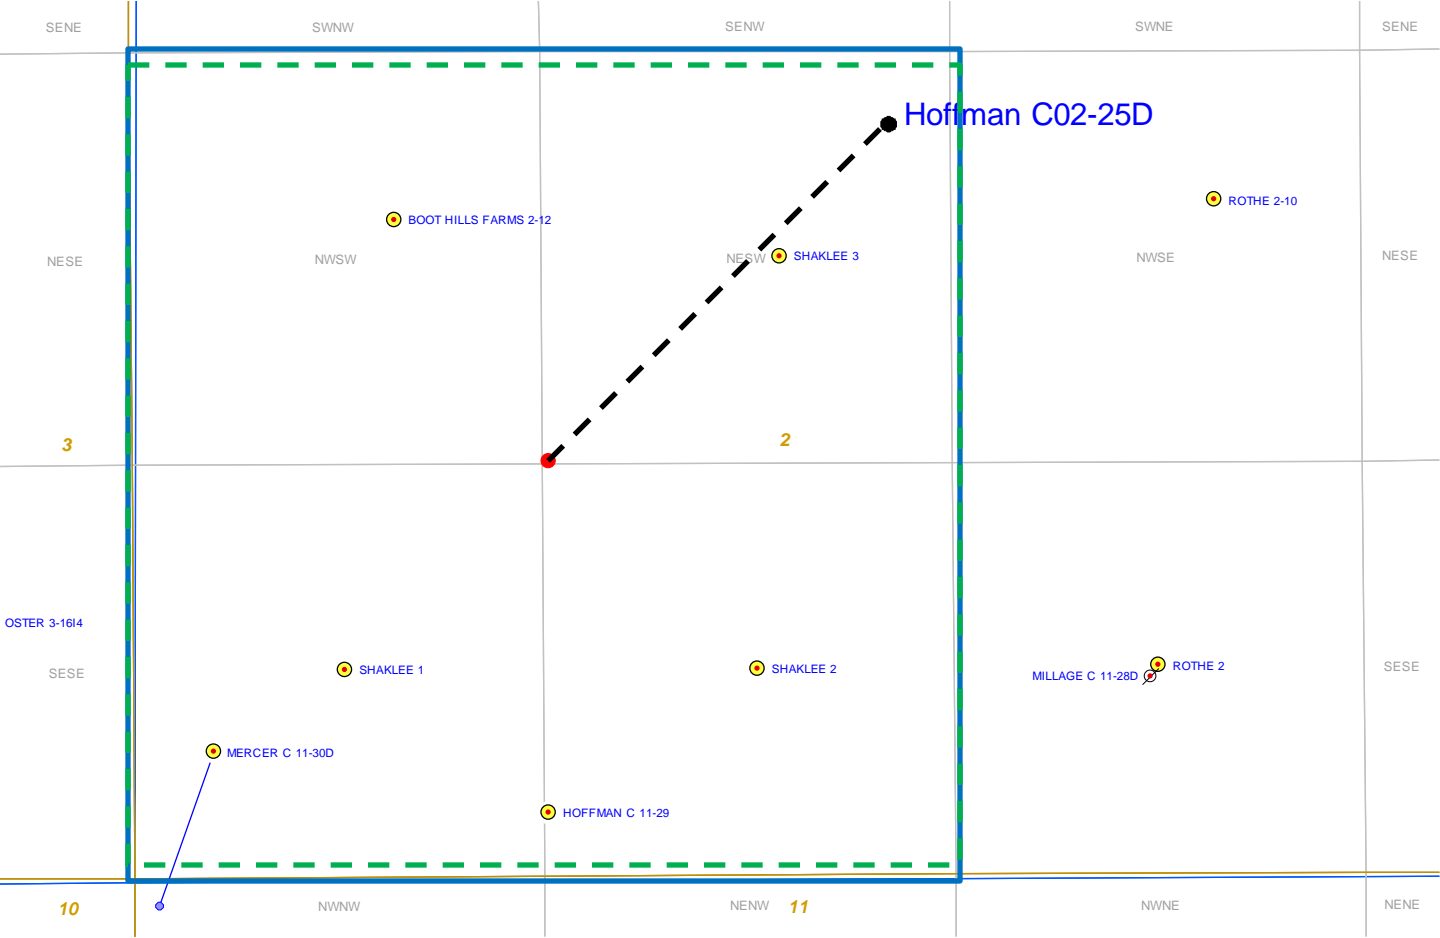 SENE
SWNW
SENW
SWNE
SENE
Hoffman C02-25D
ROTHE 2-10
BOOT HILLS FARMS 2-12
NESE
NWSW
NESW
SHAKLEE 3
NWSE
NESE
3
2
OSTER 3-16I4
SESE
SHAKLEE 1
SHAKLEE 2
MILLAGE C 11-28D
ROTHE 2
SESE
MERCER C 11-30D
HOFFMAN C 11-29
10
NWNW
NENW
11
NWNE
NENE